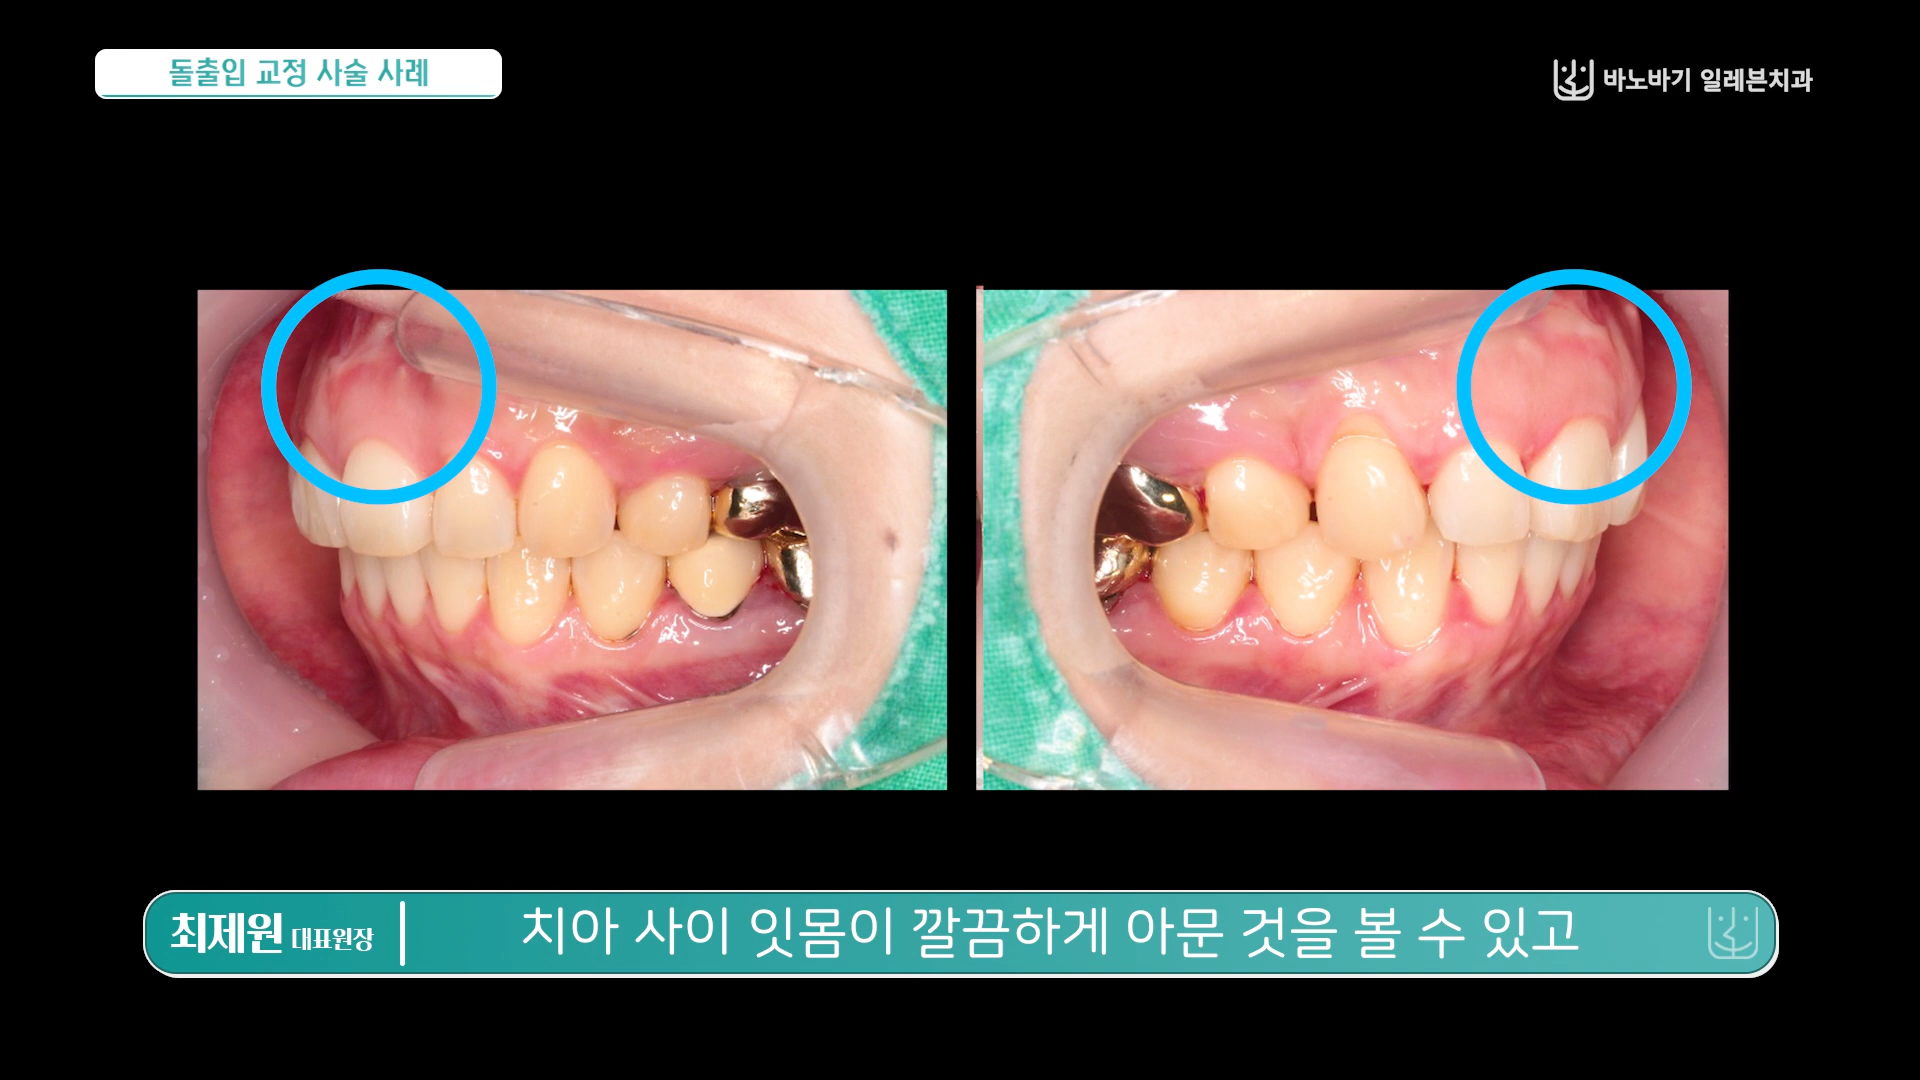 돌출입 교정 사술 사례
바노바기 일레븐치과
최제원 대표원장
치아 사이 잇몸이 깔끔하게 아문 것을 볼 수 있고